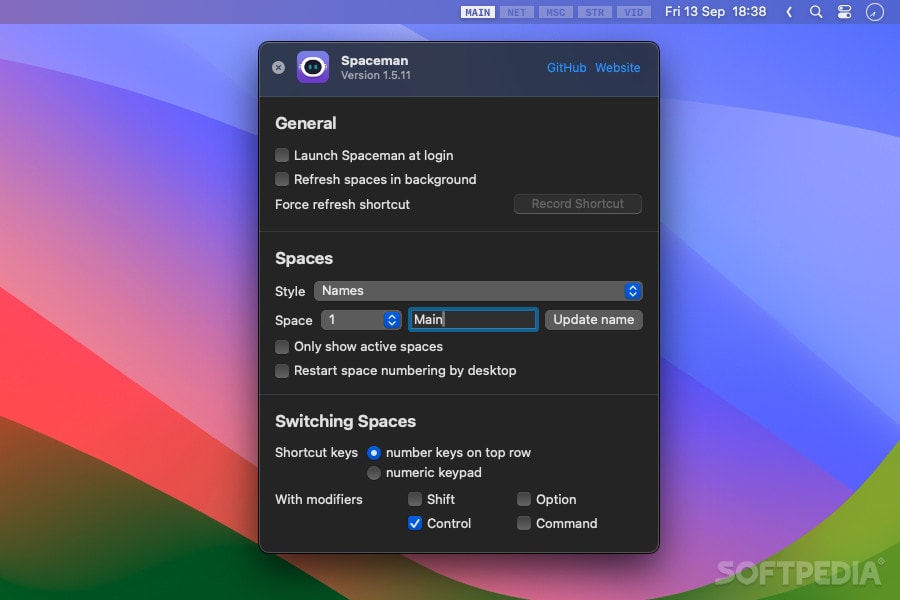 MAIN NET MSC STR VID Fri 13 Sep 18:38
Spaceman
Version 1.5.11
GitHub Website
General
Launch Spaceman at login
Refresh spaces in background
Force refresh shortcut Record Shortcut
Spaces
Style Names
Space 1 Main Update name
Only show active spaces
Restart space numbering by desktop
Switching Spaces
Shortcut keys number keys on top row
numeric keypad
With modifiers Shift Option
Control Command
SOFTPEDIA®